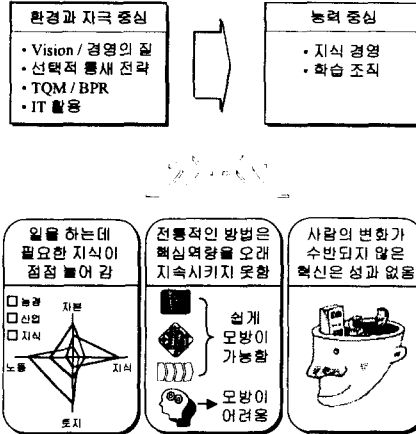 환경과 자극 중심
• Vision / 경영의 질
• 선택적 틈새 전략
• TQM / BPR
• IT 활용
능력 중심
• 지식 경영
• 학습 조직
일을 하는데
필요한 지식이
점점 늘어 감
농경
산업
지식
자본
노동
지식
토지
전통적인 방법은
핵심역량을 오래
지속시키지 못함
쉽게
모방이
가능함
모방이
어려움
사람의 변화가
수반되지 않은
혁신은 성과 없음